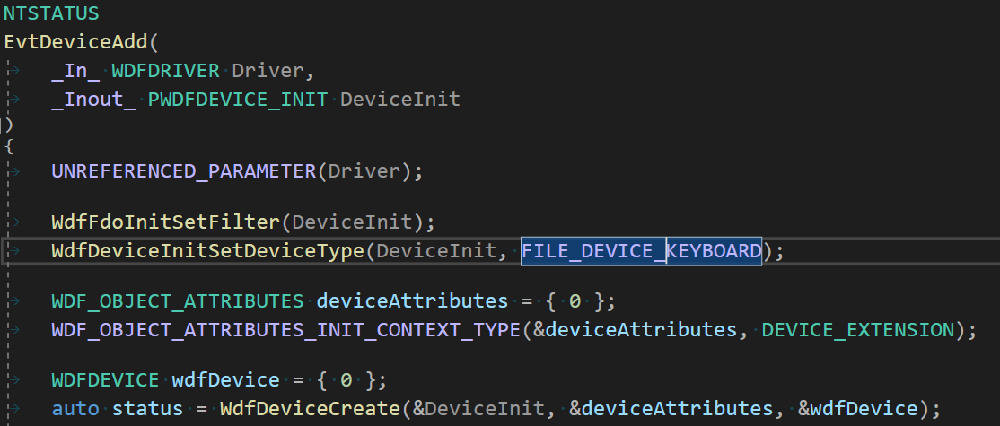 NTSTATUS
EvtDeviceAdd(
_In_ WDFDRIVER Driver,
_Inout_ PWDFDEVICE_INIT DeviceInit
)
{
UNREFERENCED_PARAMETER(Driver);
WdfFdoInitSetFilter(DeviceInit);
WdfDeviceInitSetDeviceType(DeviceInit, FILE_DEVICE_KEYBOARD);
WDF_OBJECT_ATTRIBUTES deviceAttributes = { 0 };
WDF_OBJECT_ATTRIBUTES_INIT_CONTEXT_TYPE(&deviceAttributes, DEVICE_EXTENSION);
WDFDEVICE wdfDevice = { 0 };
auto status = WdfDeviceCreate(&DeviceInit, &deviceAttributes, &wdfDevice);